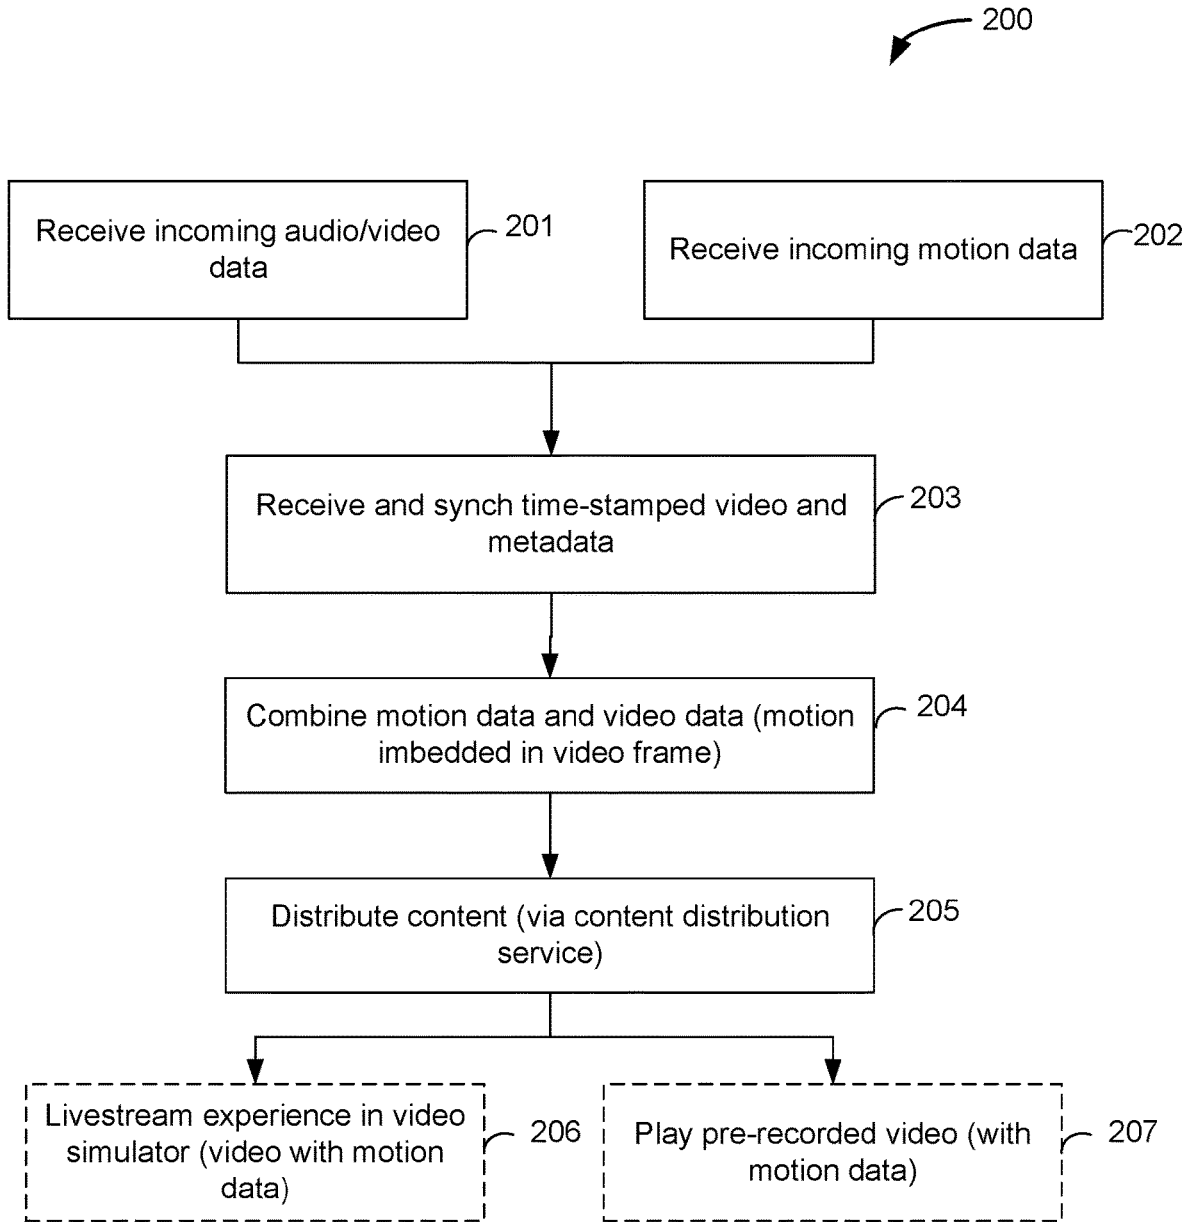 200
Receive incoming audio/video
data
201
Receive incoming motion data
202
Receive and synch time-stamped video and
metadata
203
Combine motion data and video data (motion
imbedded in video frame)
204
Distribute content (via content distribution
service)
205
Livestream experience in video
simulator (video with motion
data)
206
Play pre-recorded video (with
motion data)
207